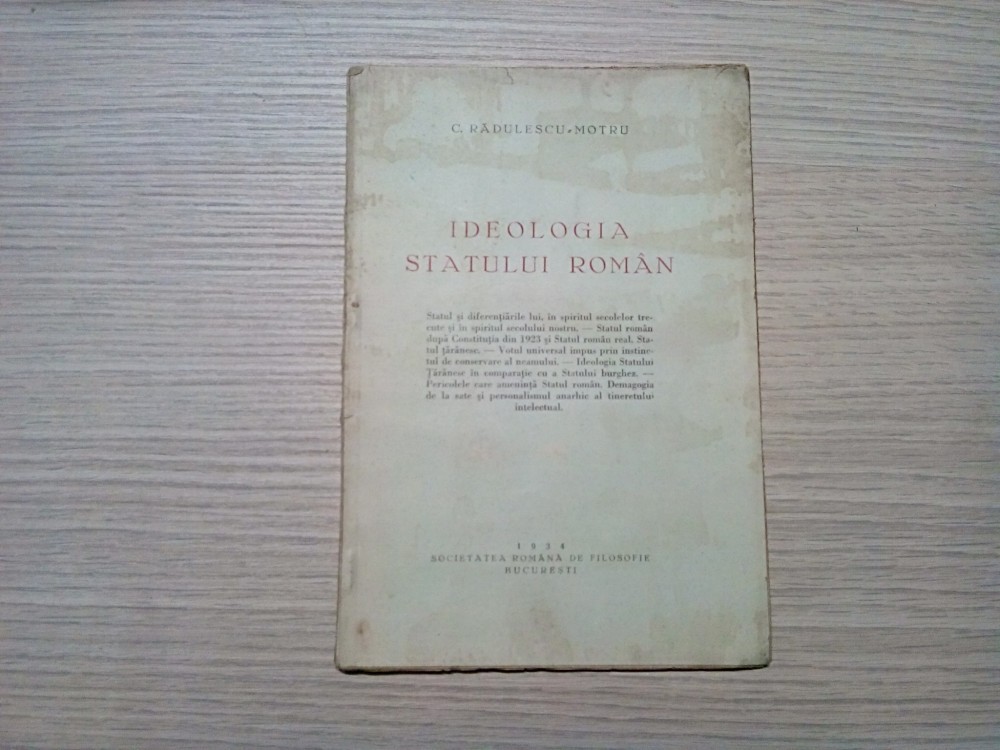 C. RĂDULESCU-MOTRU
IDEOLOGIA
STATULUI ROMÂN
Statul și diferențiările lui, în spiritul secolelor tre-
cute și în spiritul secolului nostru. — Statul român
după Constituția din 1923 și Statul român real. Sta-
tul țărănesc. — Votul universal impus prin instinc-
tul de conservare al neamului. — Ideologia Statului
Țărănesc în comparație cu a Statului burghez. —
Pericolele care amenință Statul român. Demagogia
de la sate și personalismul anarhic al tineretului
intelectual.
1934
SOCIETATEA ROMÂNĂ DE FILOSOFIE
BUCUREȘTI